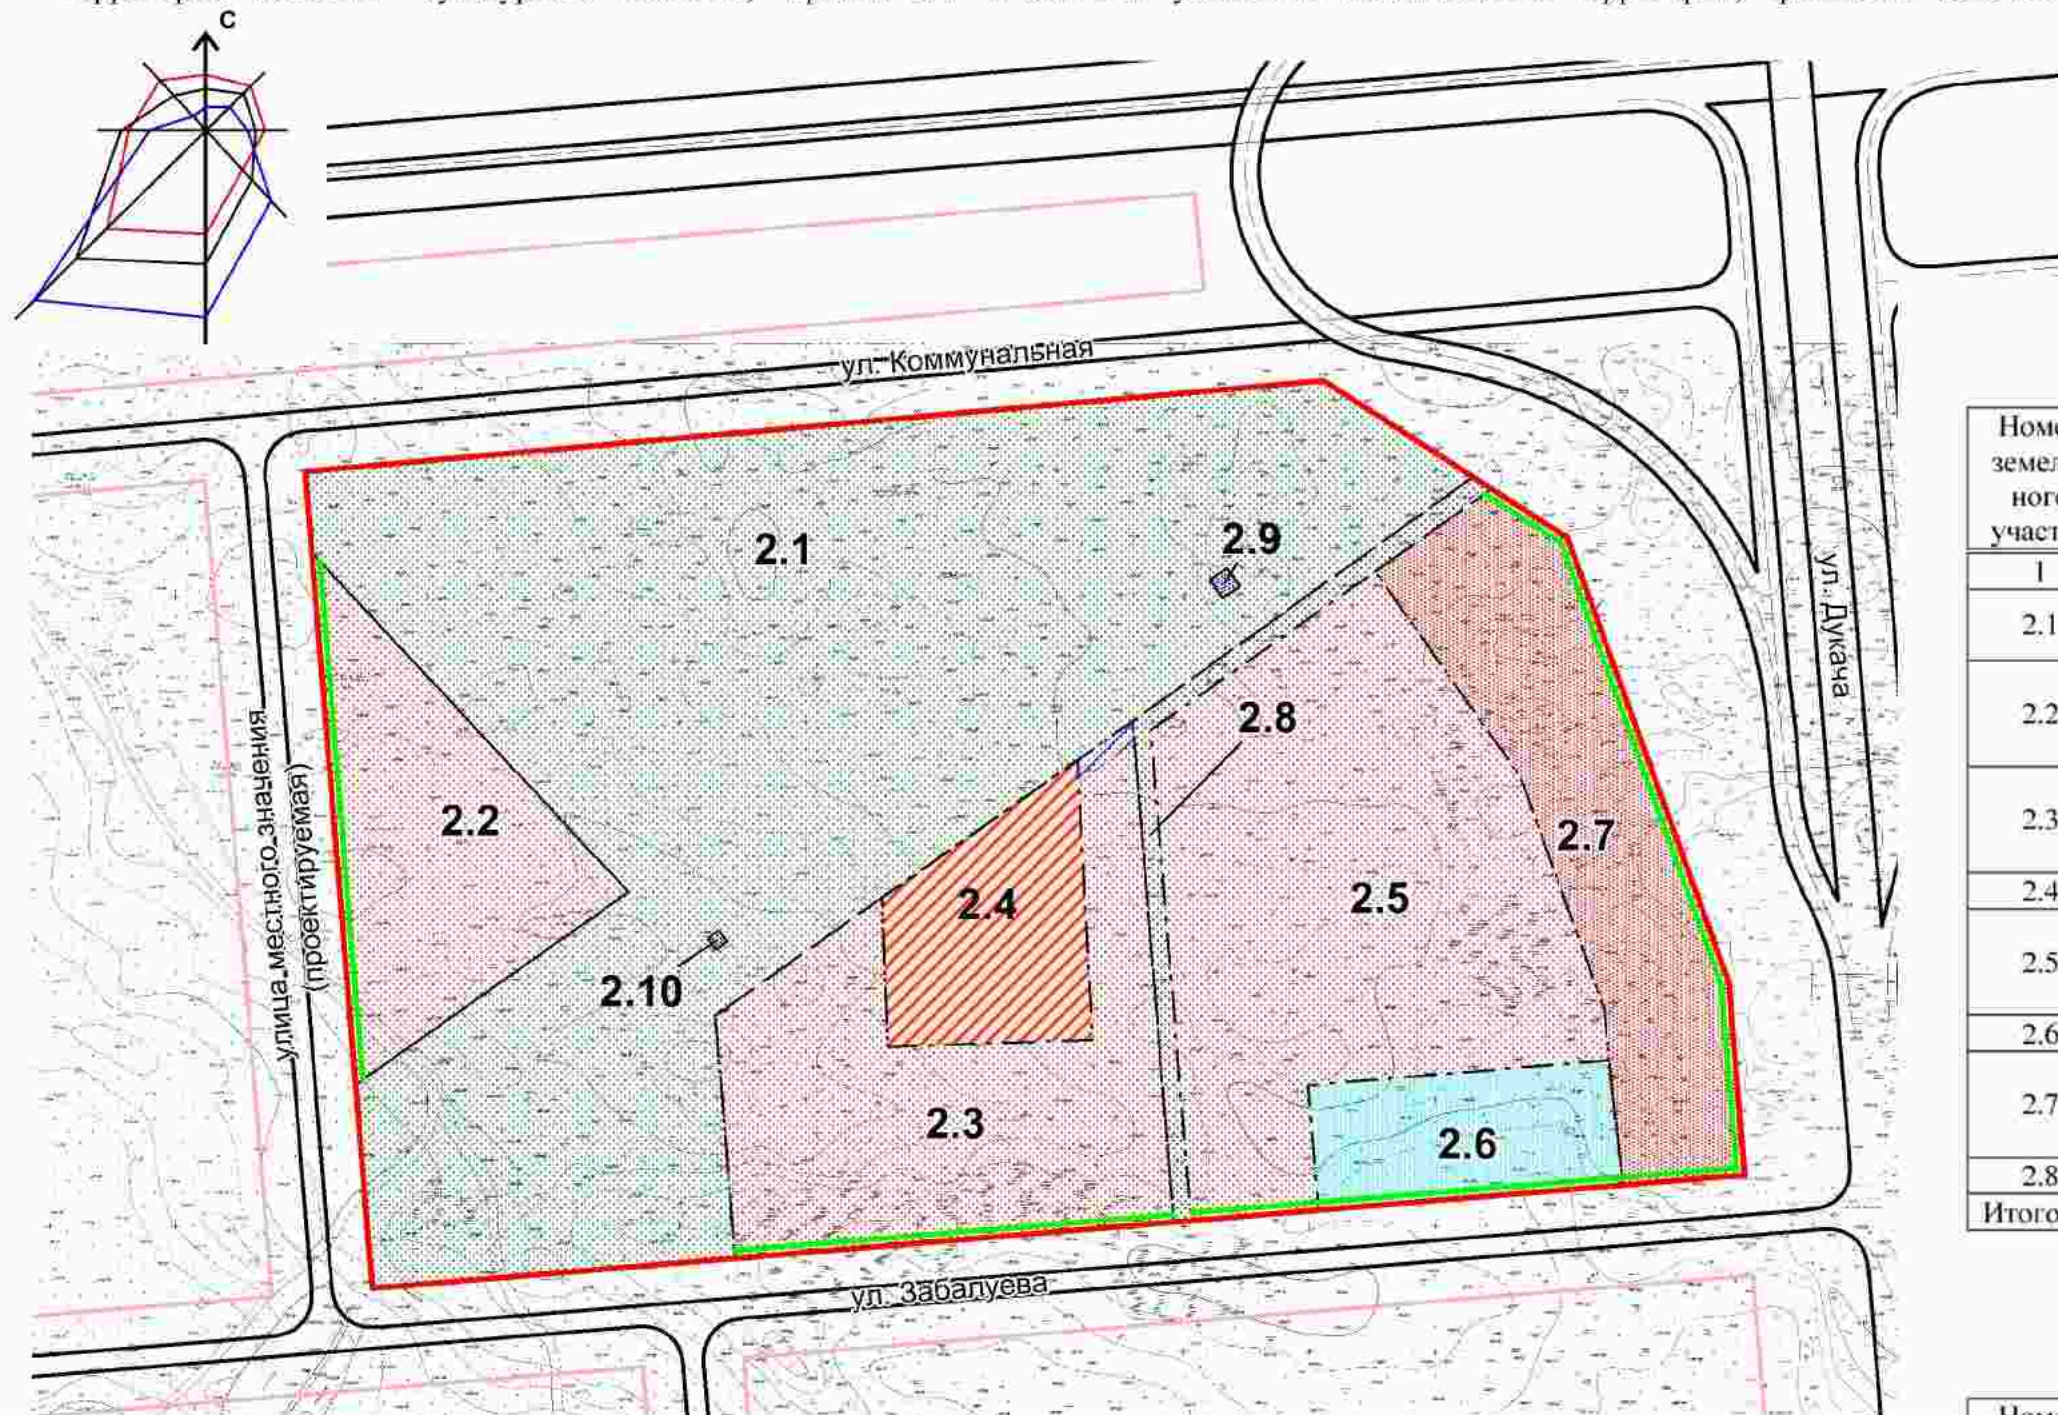 С
ул. Коммунальная
2.1
2.9
2.2
2.8
2.7
2.4
2.5
2.10
2.3
2.6
улица местного значения
(проектируемая)
ул. Дукача
ул. Забалуева
1
2.1
2.2
2.3
2.4
2.5
2.6
2.7
2.8
Итого